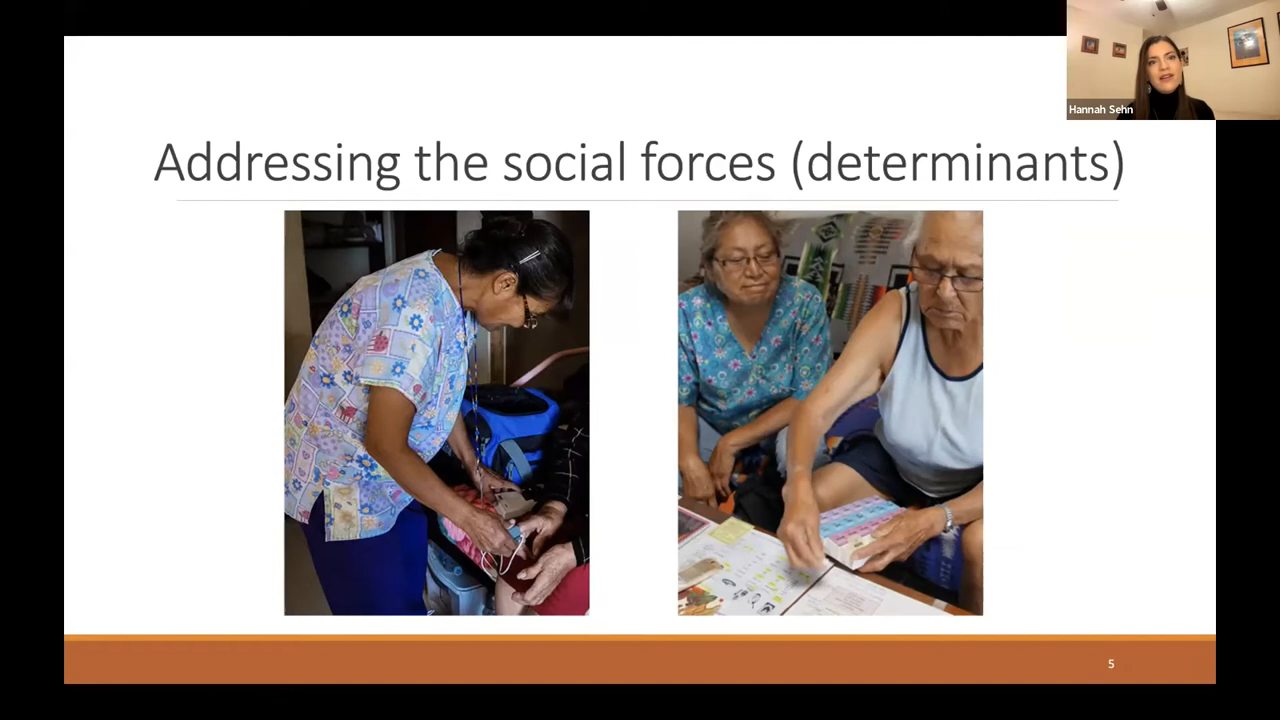 Hannah Sehn
Addressing the social forces (determinants)
5